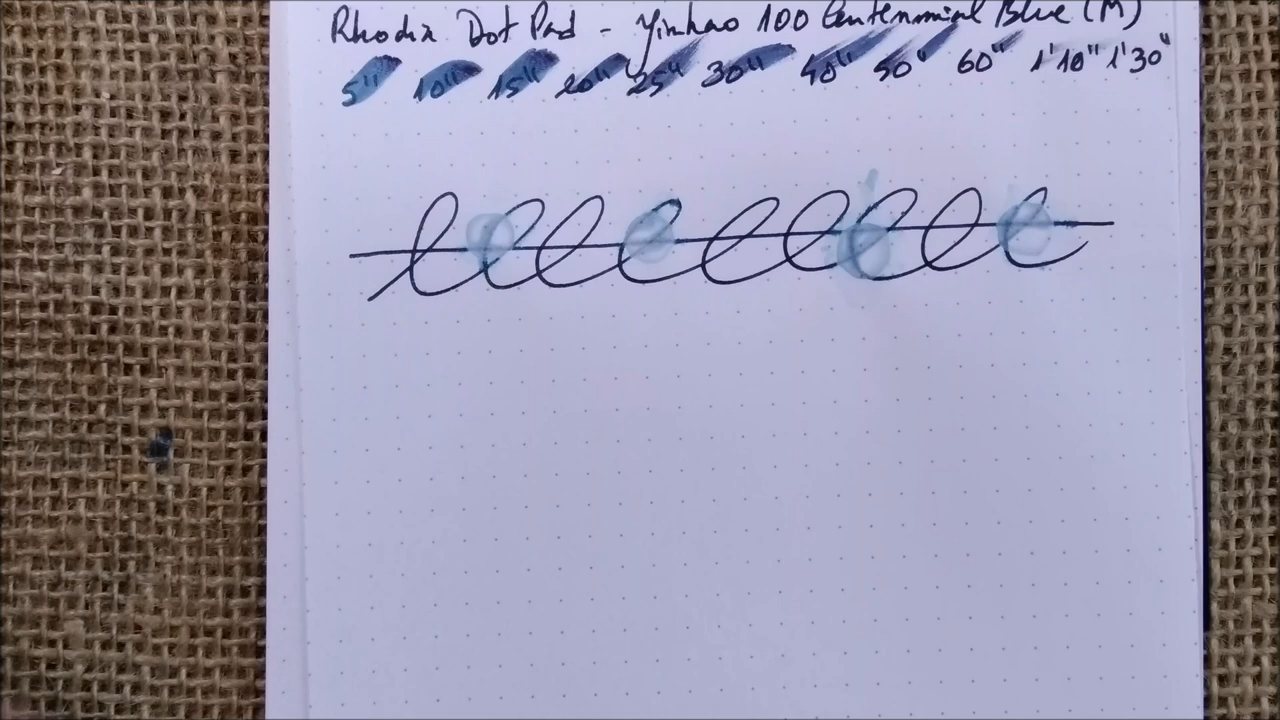 Rhodia Dot Pad - Jinhao 100 Centennial Blue (M)
5" 10" 15" 20" 25" 30" 40" 50" 60" 1'10" 1'30"